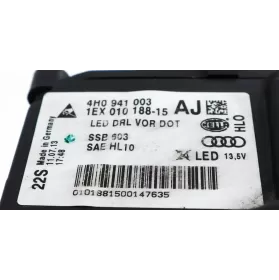 4H0 941 003
1EX 010 188-15 AJ
LED DRL VOR DOT
HELLA
HLO
SSB 603
SAE HL10
LED 13,5V
22S
Made in Germany
11.07.13
17:48
0101881500147635